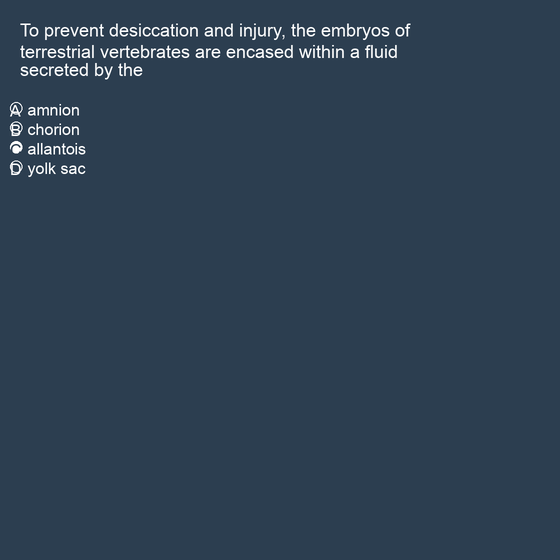 To prevent desiccation and injury, the embryos of
terrestrial vertebrates are encased within a fluid
secreted by the
A amnion
B chorion
allantois
D yolk sac